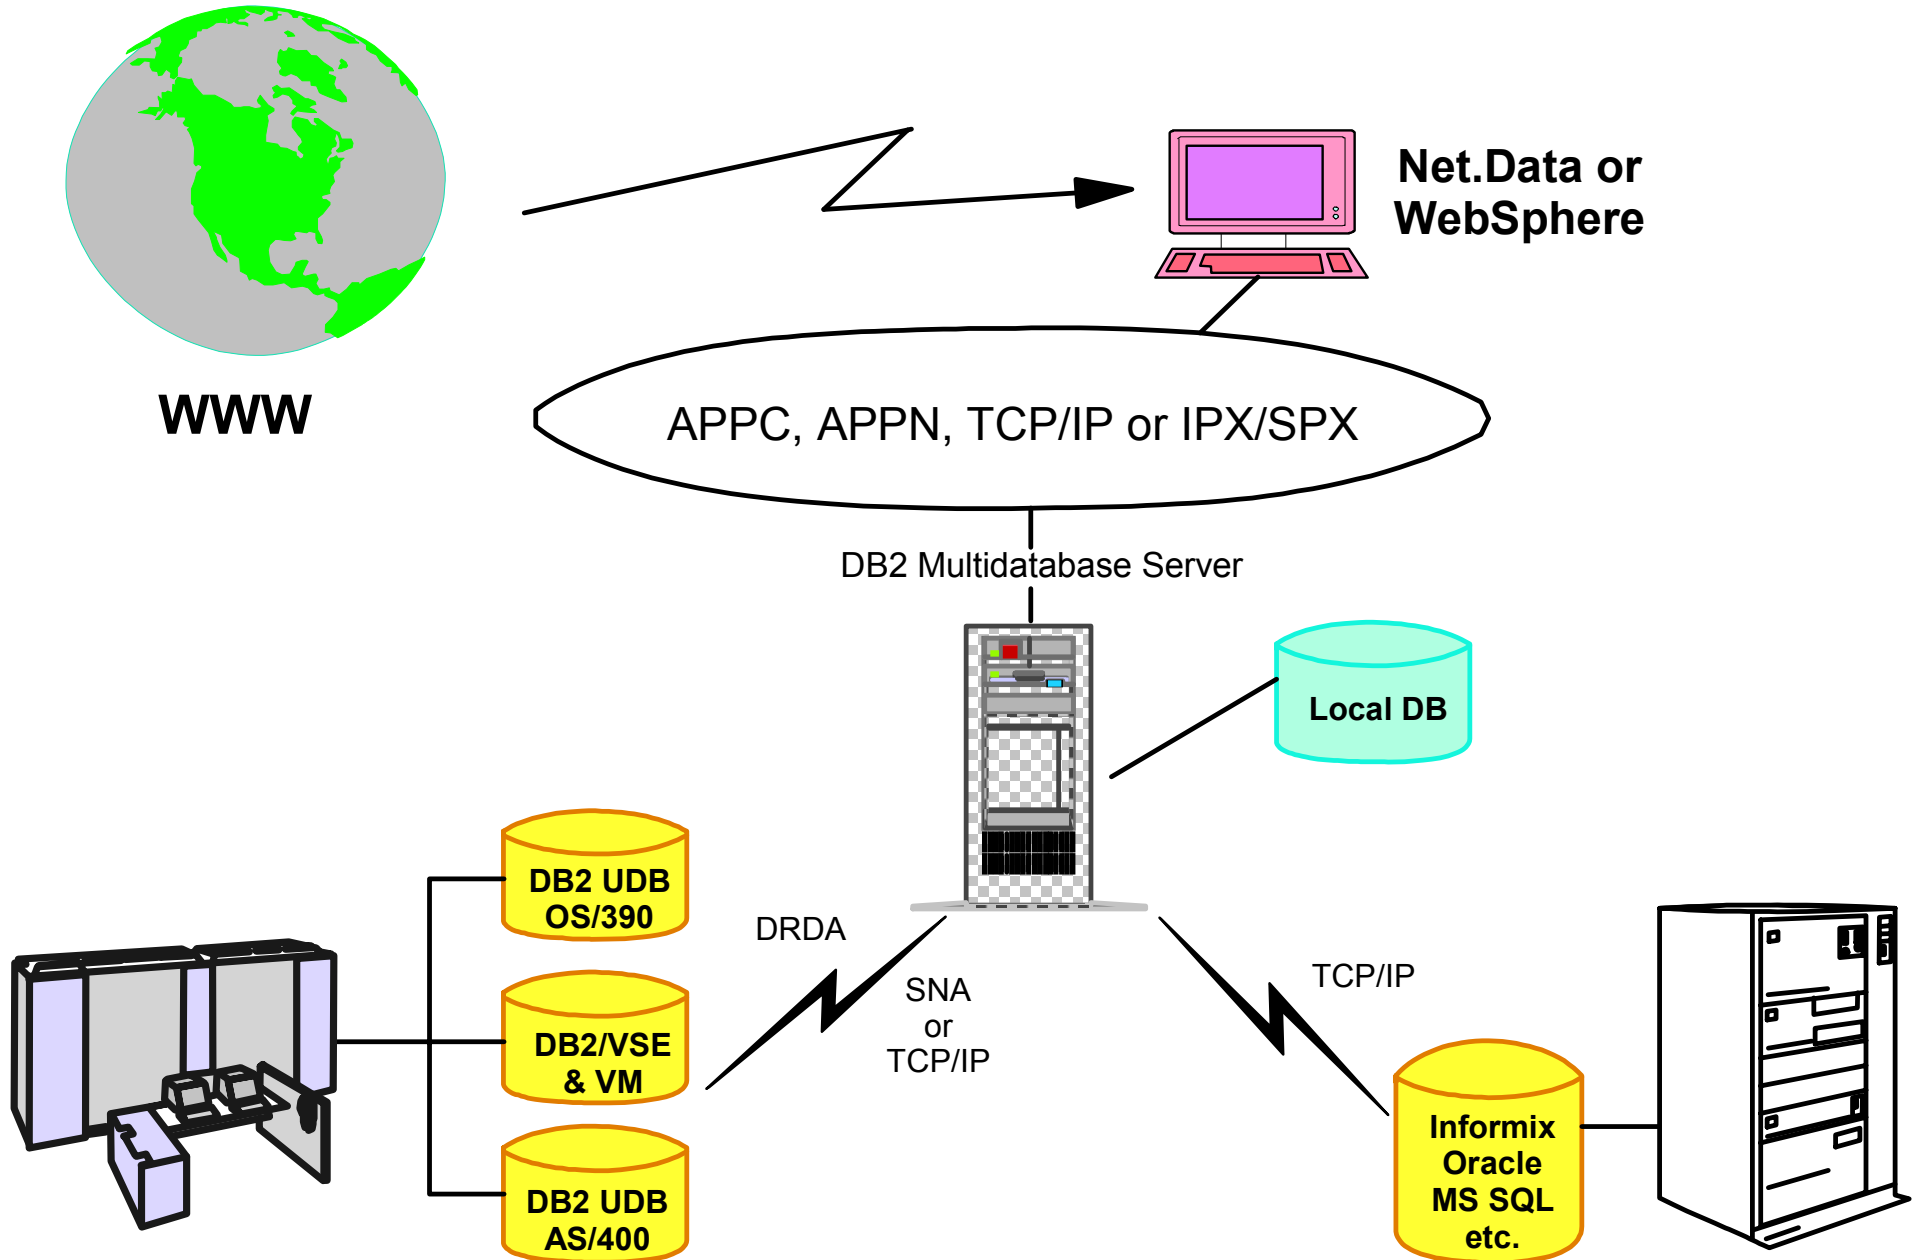 Net.Data or
WebSphere
WWW
APPC, APPN, TCP/IP or IPX/SPX
DB2 Multidatabase Server
Local DB
DB2 UDB
OS/390
DRDA
SNA
or
TCP/IP
TCP/IP
DB2/VSE
& VM
DB2 UDB
AS/400
Informix
Oracle
MS SQL
etc.